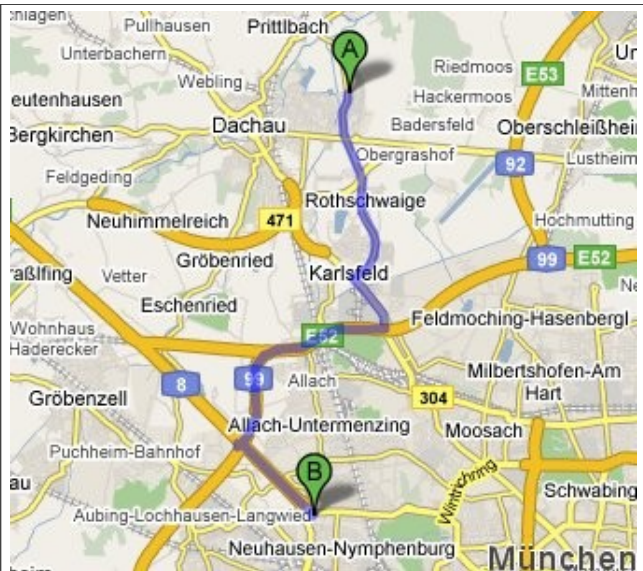 Pullhausen
Prittlbach
A
Unterbachern
Webling
Riedmoos
E53
Hackermoos
Mittenh
eutenhausen
Dachau
Badersfeld
Oberschleißhei
Bergkirchen
Obergrashof
92
Lustheim
Feldgeding
Rothschwaige
471
Neuhimmelreich
Hochmutting
Gröbenried
99
E52
Karlsfeld
Vetter
Eschenried
Feldmoching-Hasenbergl
Wohnhaus
Haderecker
E52
8
99
Allach
Milbertshofen-Am
Hart
Gröbenzell
304
Allach-Untermenzing
Moosach
Puchheim-Bahnhof
B
Wintrichring
Schwabing
Aubing-Lochhausen-Langwied
Neuhausen-Nymphenburg
München